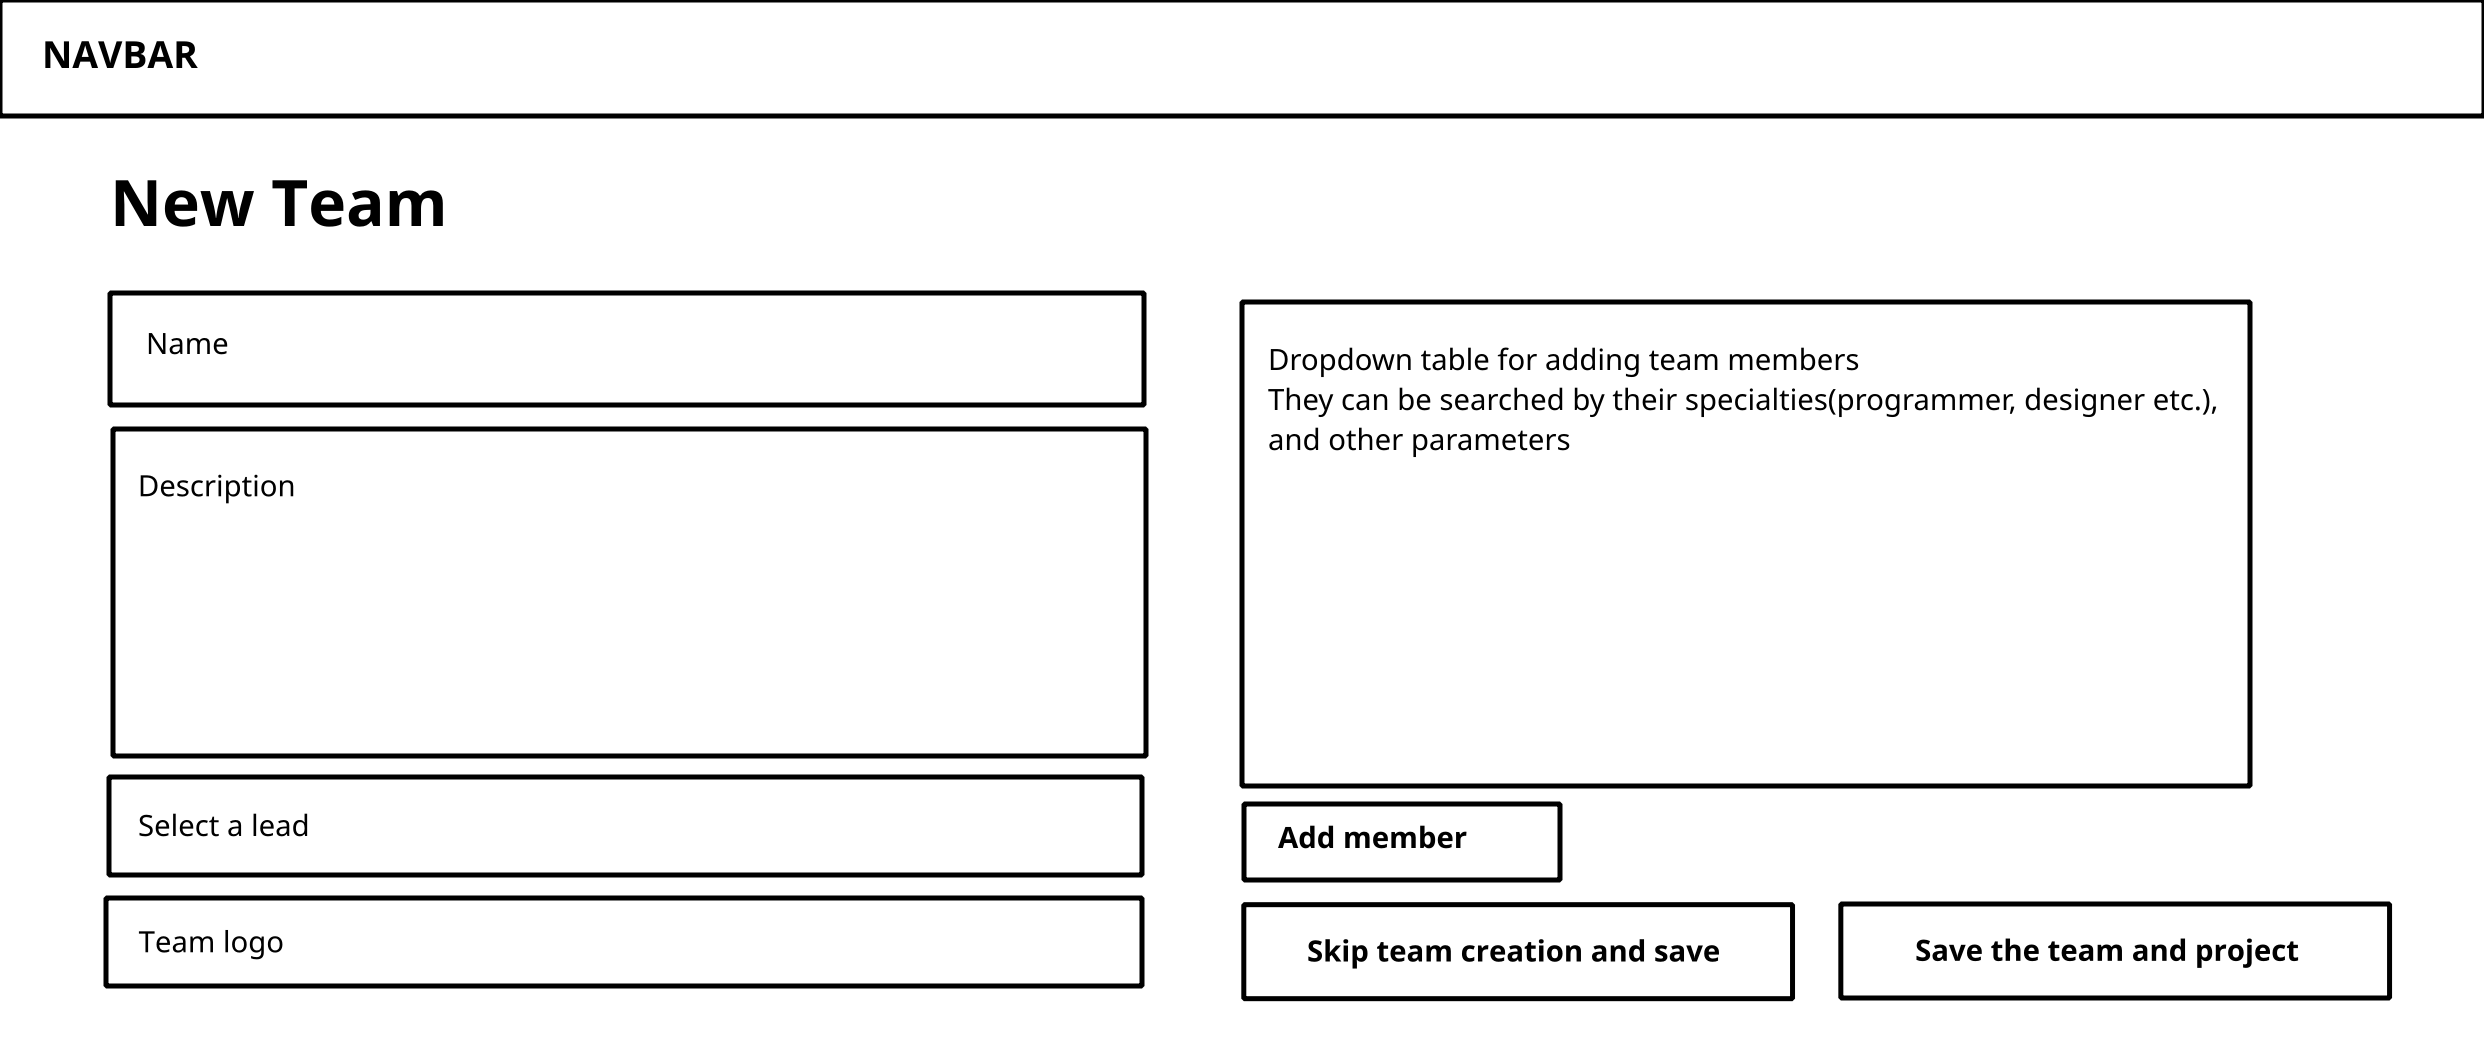 NAVBAR
New Team
Name
Description
Select a lead
Team logo
Dropdown table for adding team members
They can be searched by their specialties(programmer, designer etc.),
and other parameters
Add member
Skip team creation and save
Save the team and project